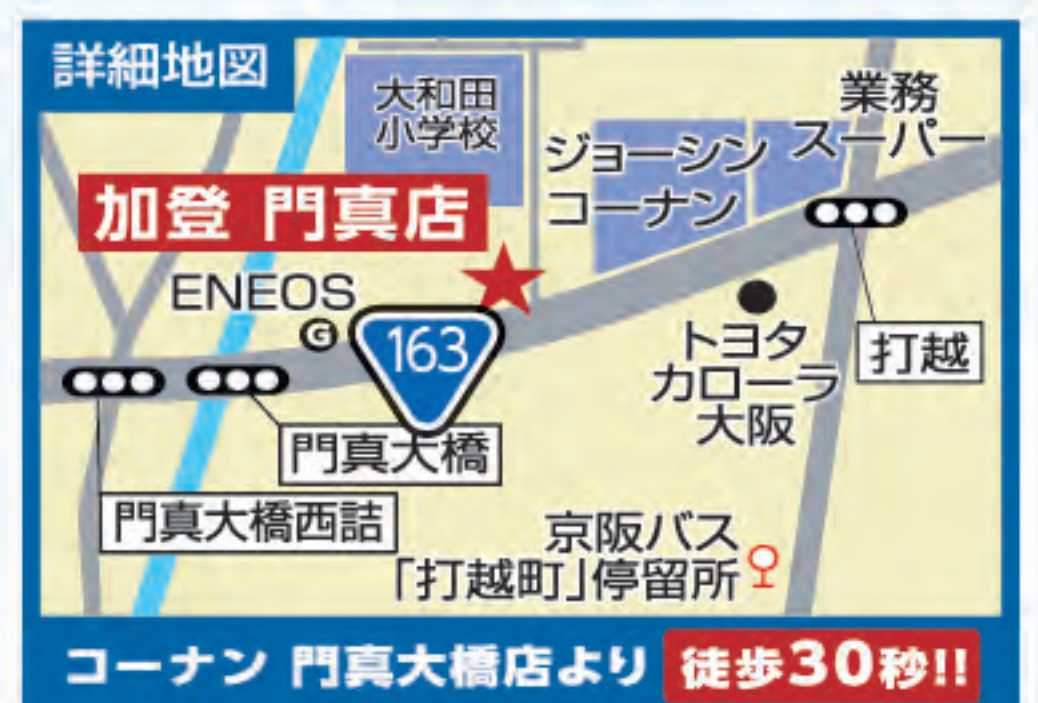 詳細地図
大和田
小学校
業務
スーパー
ジョーシン
コーナン
加登 門真店
ENEOS
G
163
トヨタ
カローラ
大阪
打越
門真大橋
門真大橋西詰
京阪バス
「打越町」停留所
コーナン 門真大橋店より 徒歩30秒!!